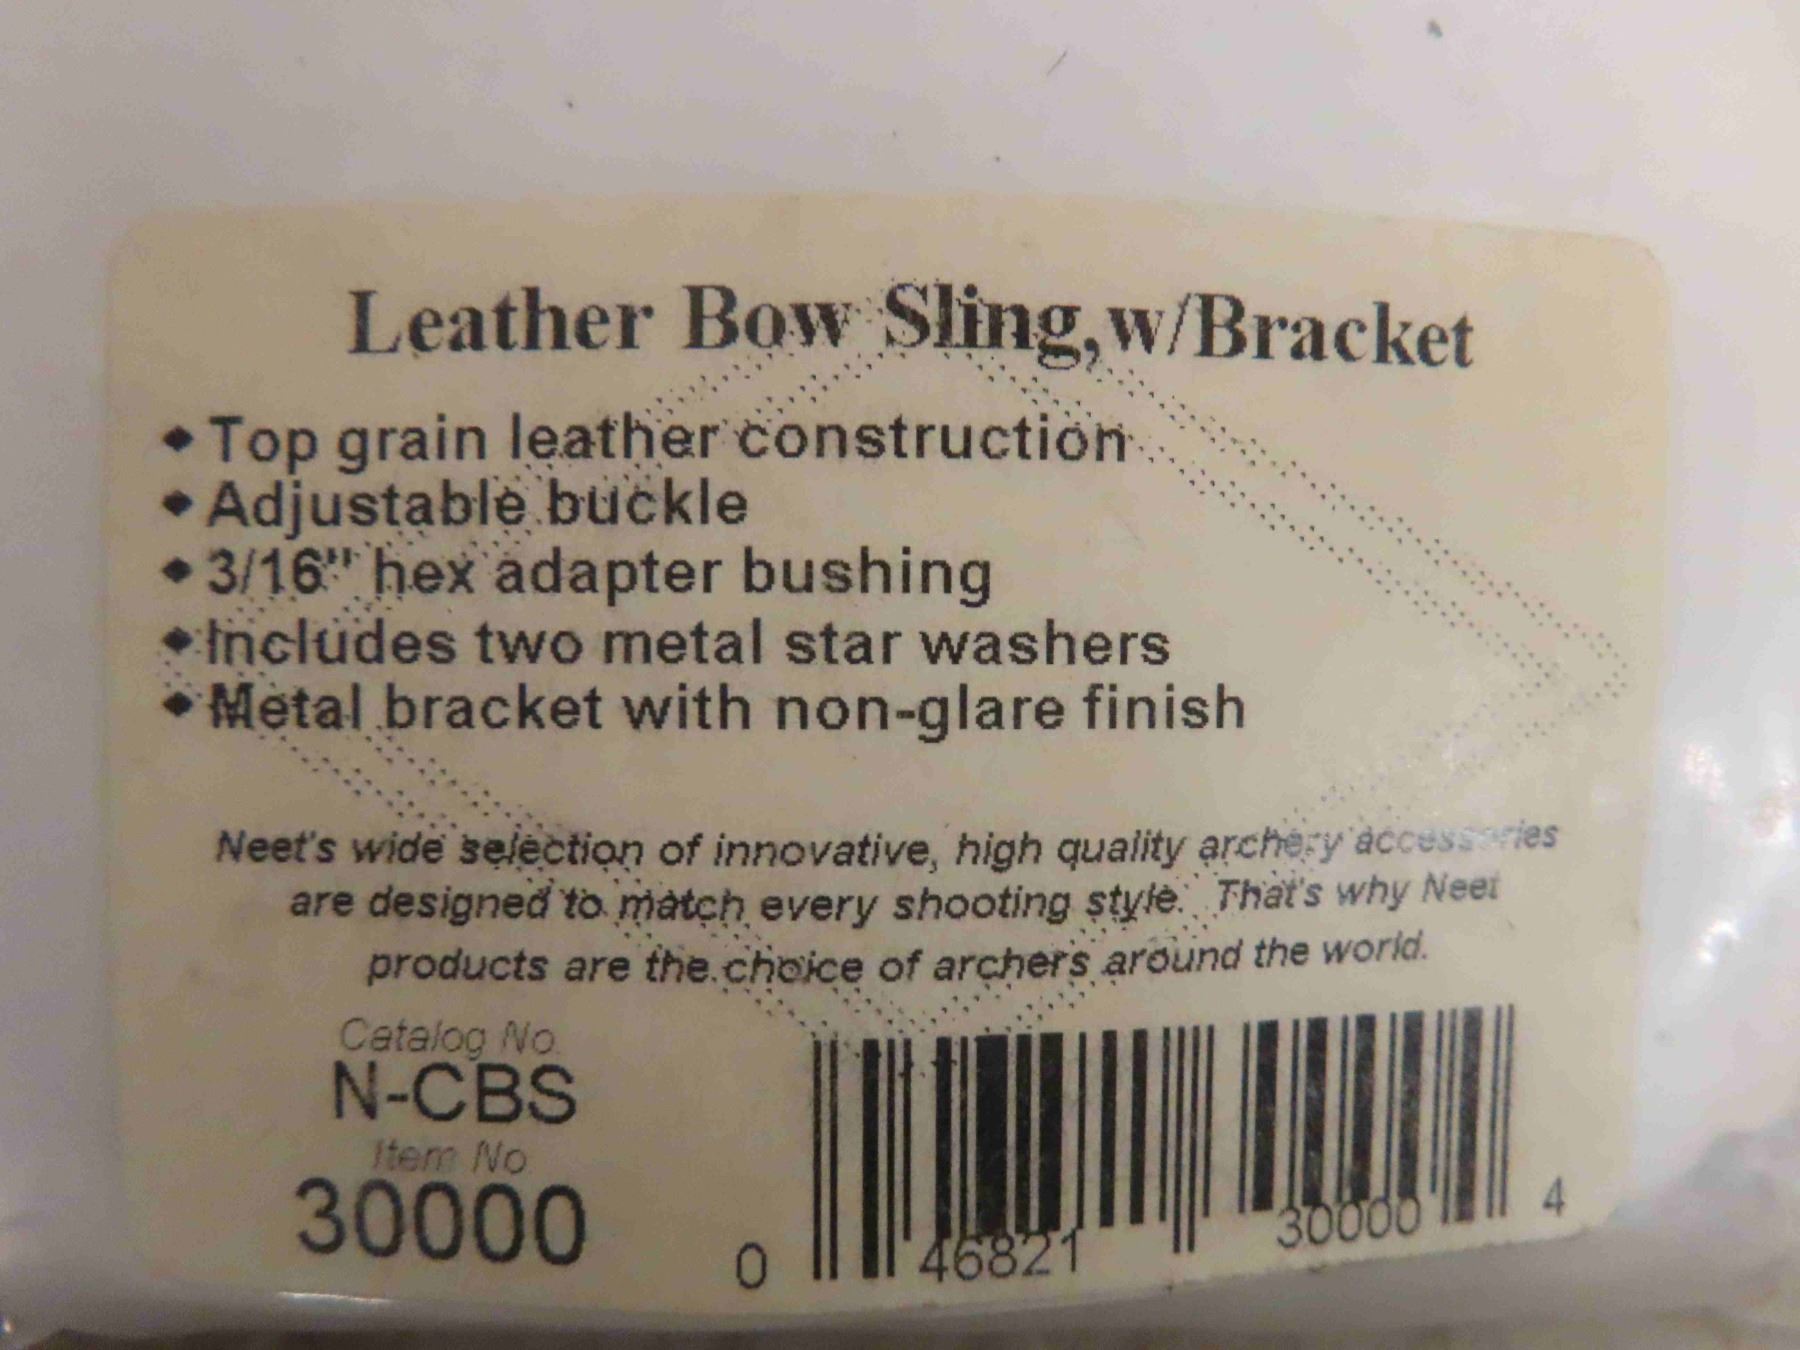 Leather Bow Sling, w/Bracket
◆ Top grain leather construction
◆ Adjustable buckle
◆ 3/16" hex adapter bushing
◆ Includes two metal star washers
◆ Metal bracket with non-glare finish
Neet's wide selection of innovative, high quality archery accessories
are designed to match every shooting style. That's why Neet
products are the choice of archers around the world.
Catalog No.
N-CBS
Item No
30000
0 46821 30000 4